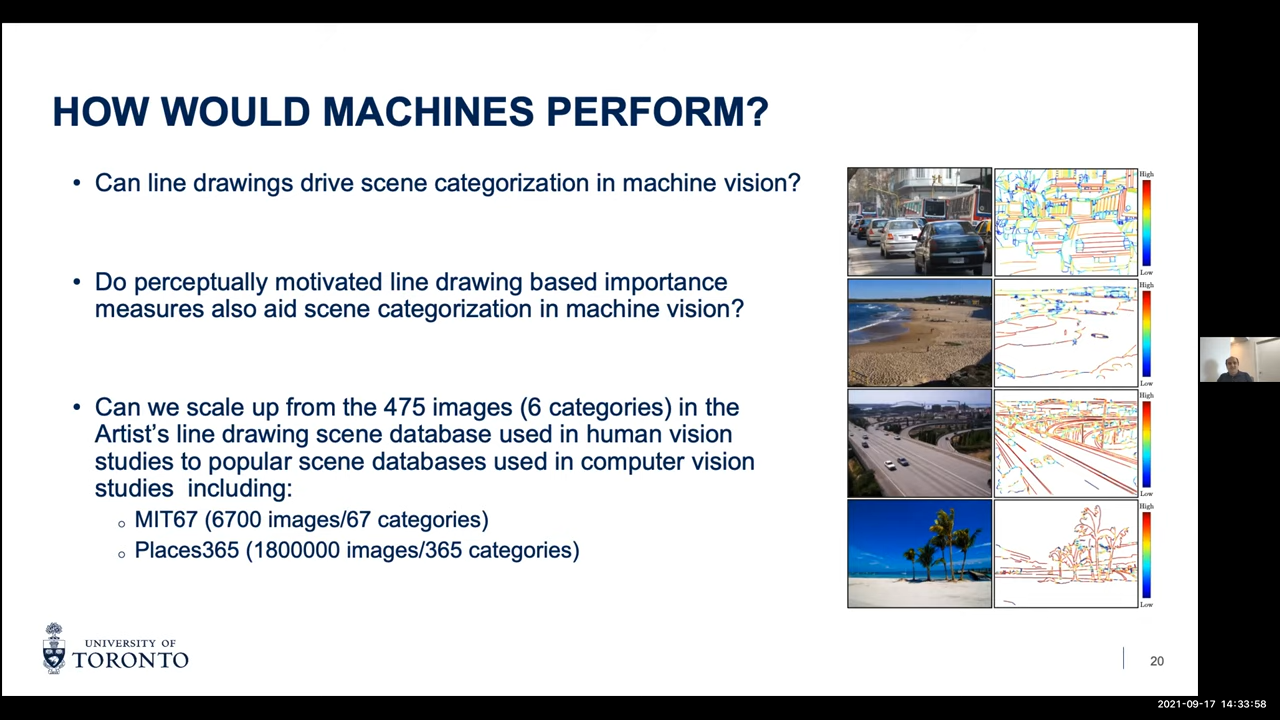 HOW WOULD MACHINES PERFORM?
• Can line drawings drive scene categorization in machine vision?
• Do perceptually motivated line drawing based importance
measures also aid scene categorization in machine vision?
• Can we scale up from the 475 images (6 categories) in the
Artist's line drawing scene database used in human vision
studies to popular scene databases used in computer vision
studies including:
○ MIT67 (6700 images/67 categories)
○ Places365 (1800000 images/365 categories)
High
Low
High
Low
High
Low
High
Low
UNIVERSITY OF
TORONTO
20
2021-09-17 14:33:58